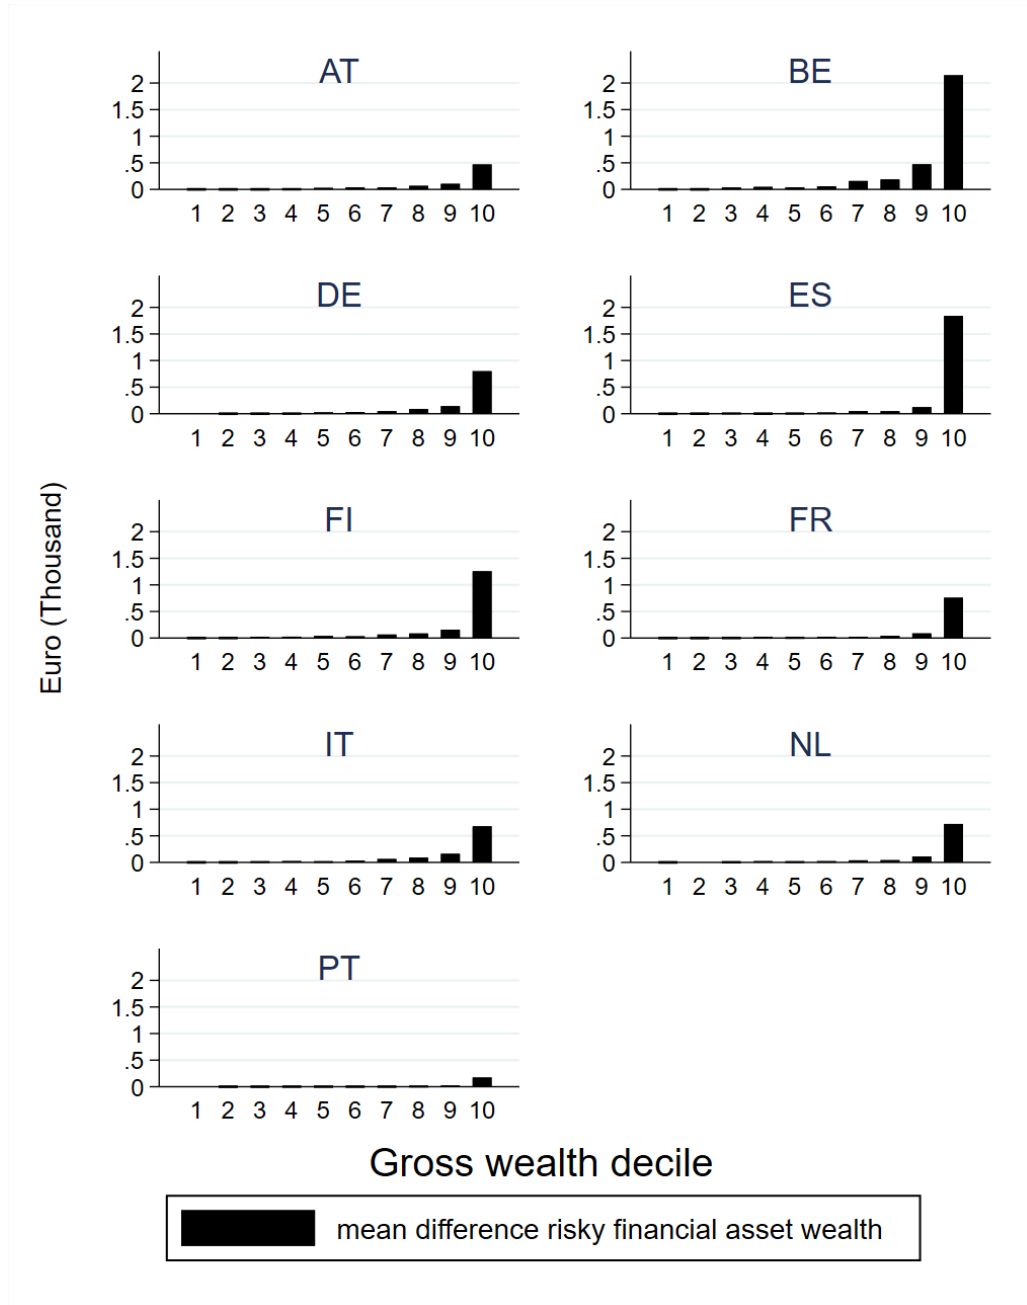 AT
2
1.5
1
.5
0
1 2 3 4 5 6 7 8 9 10
BE
2
1.5
1
.5
0
1 2 3 4 5 6 7 8 9 10
DE
2
1.5
1
.5
0
1 2 3 4 5 6 7 8 9 10
ES
2
1.5
1
.5
0
1 2 3 4 5 6 7 8 9 10
Euro (Thousand)
FI
2
1.5
1
.5
0
1 2 3 4 5 6 7 8 9 10
FR
2
1.5
1
.5
0
1 2 3 4 5 6 7 8 9 10
IT
2
1.5
1
.5
0
1 2 3 4 5 6 7 8 9 10
NL
2
1.5
1
.5
0
1 2 3 4 5 6 7 8 9 10
PT
2
1.5
1
.5
0
1 2 3 4 5 6 7 8 9 10
Gross wealth decile
mean difference risky financial asset wealth